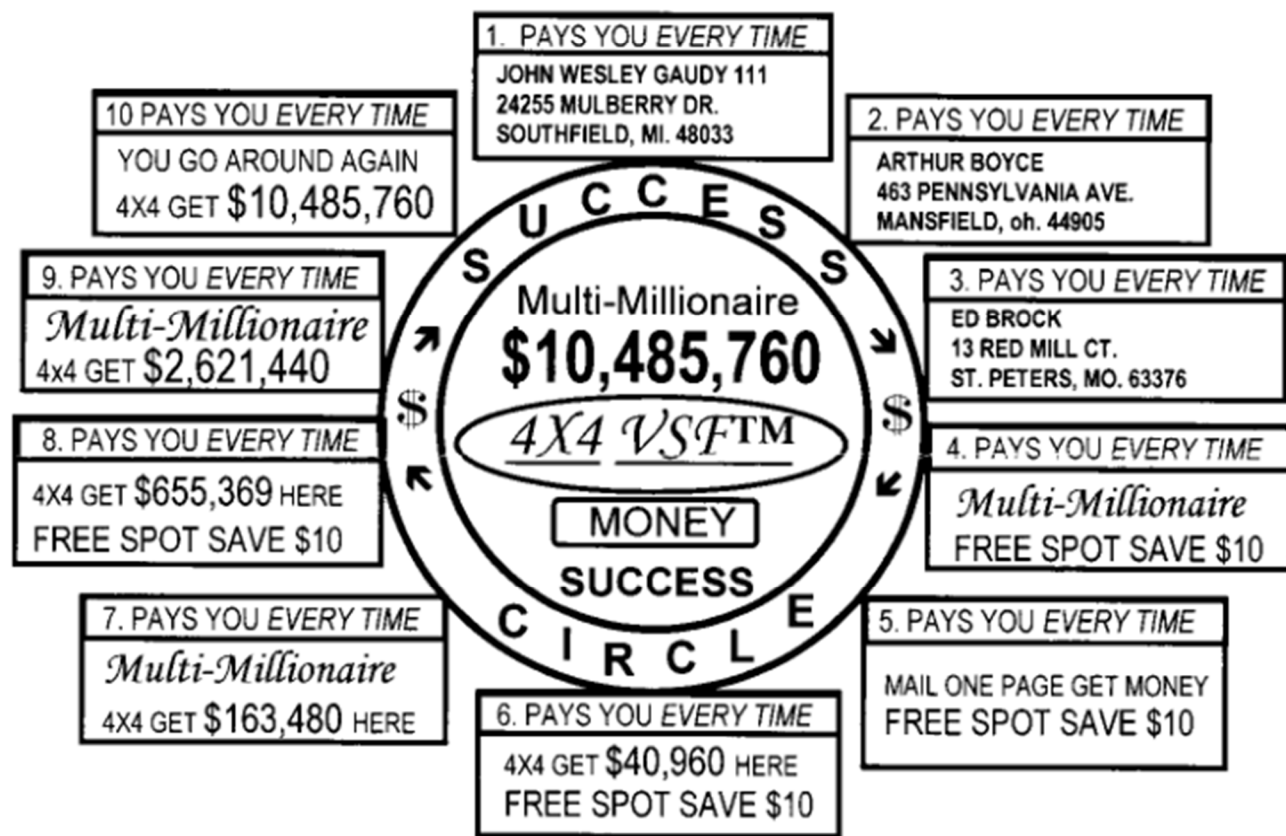 1. PAYS YOU EVERY TIME
JOHN WESLEY GAUDY 111
24255 MULBERRY DR.
SOUTHFIELD, MI. 48033
2. PAYS YOU EVERY TIME
ARTHUR BOYCE
463 PENNSYLVANIA AVE.
MANSFIELD, oh. 44905
3. PAYS YOU EVERY TIME
ED BROCK
13 RED MILL CT.
ST. PETERS, MO. 63376
4. PAYS YOU EVERY TIME
Multi-Millionaire
FREE SPOT SAVE $10
5. PAYS YOU EVERY TIME
MAIL ONE PAGE GET MONEY
FREE SPOT SAVE $10
6. PAYS YOU EVERY TIME
4X4 GET $40,960 HERE
FREE SPOT SAVE $10
7. PAYS YOU EVERY TIME
Multi-Millionaire
4X4 GET $163,480 HERE
8. PAYS YOU EVERY TIME
4X4 GET $655,369 HERE
FREE SPOT SAVE $10
9. PAYS YOU EVERY TIME
Multi-Millionaire
4x4 GET $2,621,440
10 PAYS YOU EVERY TIME
YOU GO AROUND AGAIN
4X4 GET $10,485,760
SUCCESS
$ $
CIRCLE
Multi-Millionaire
$10,485,760
4X4 VSF™
MONEY
SUCCESS